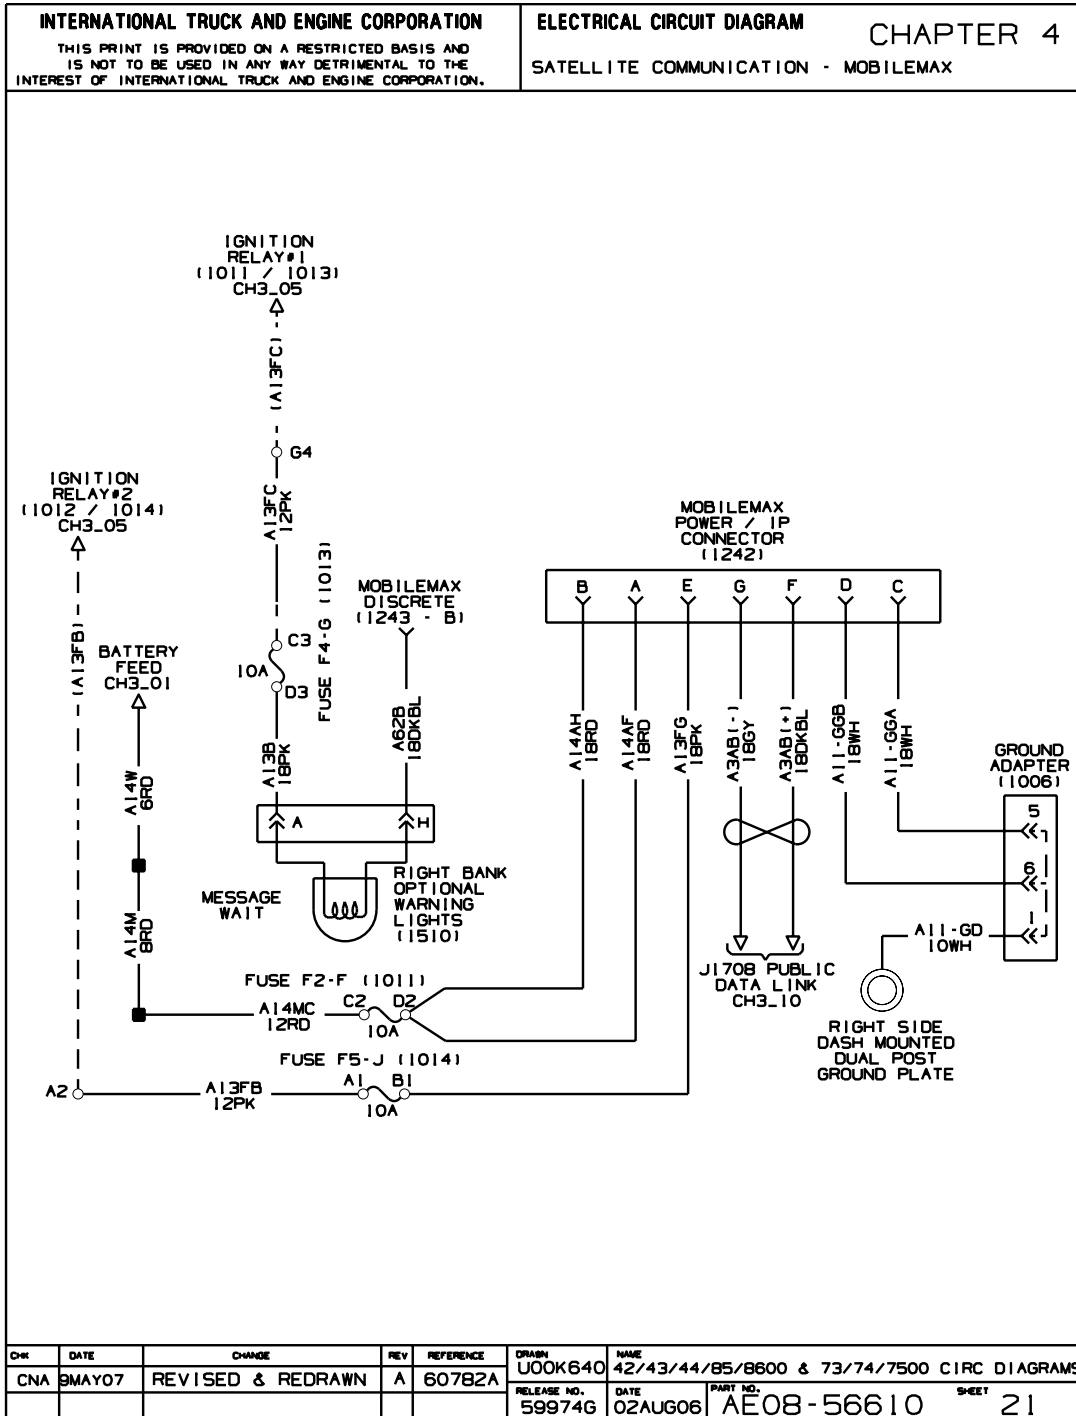 INTERNATIONAL TRUCK AND ENGINE CORPORATION
THIS PRINT IS PROVIDED ON A RESTRICTED BASIS AND
IS NOT TO BE USED IN ANY WAY DETRIMENTAL TO THE
INTEREST OF INTERNATIONAL TRUCK AND ENGINE CORPORATION.
ELECTRICAL CIRCUIT DIAGRAM
CHAPTER 4
SATELLITE COMMUNICATION - MOBILEMAX
IGNITION
RELAY#1
(1011 / 1013)
CH3_05
(A13FC)
G4
A13FC
12PK
IGNITION
RELAY#2
(1012 / 1014)
CH3_05
(A13FB)
BATTERY
FEED
CH3_01
A14W
6RD
A14M
8RD
C3
10A
D3
FUSE F4-G (1013)
A13B
18PK
MOBILEMAX
DISCRETE
(1243 - B)
A62B
18DKBL
A
H
MESSAGE
WAIT
RIGHT BANK
OPTIONAL
WARNING
LIGHTS
(1510)
MOBILEMAX
POWER / IP
CONNECTOR
(1242)
B A E G F D C
A14AH
18RD
A14AF
18RD
A13FG
18PK
A3AB(-)
18GY
A3AB(+)
18DKBL
A11-GGB
18WH
A11-GGA
18WH
GROUND
ADAPTER
(1006)
5
6
1
A11-GD
10WH
J1708 PUBLIC
DATA LINK
CH3_10
RIGHT SIDE
DASH MOUNTED
DUAL POST
GROUND PLATE
FUSE F2-F (1011)
A14MC
12RD
C2 D2
10A
FUSE F5-J (1014)
A2
A13FB
12PK
A1 B1
10A
CHK DATE CHANGE REV REFERENCE
CNA 9MAY07 REVISED & REDRAWN A 60782A
DRAWN
U00K640
NAME
42/43/44/85/8600 & 73/74/7500 CIRC DIAGRAMS
RELEASE NO.
59974G
DATE
02AUG06
PART NO.
AE08-56610
SHEET
21